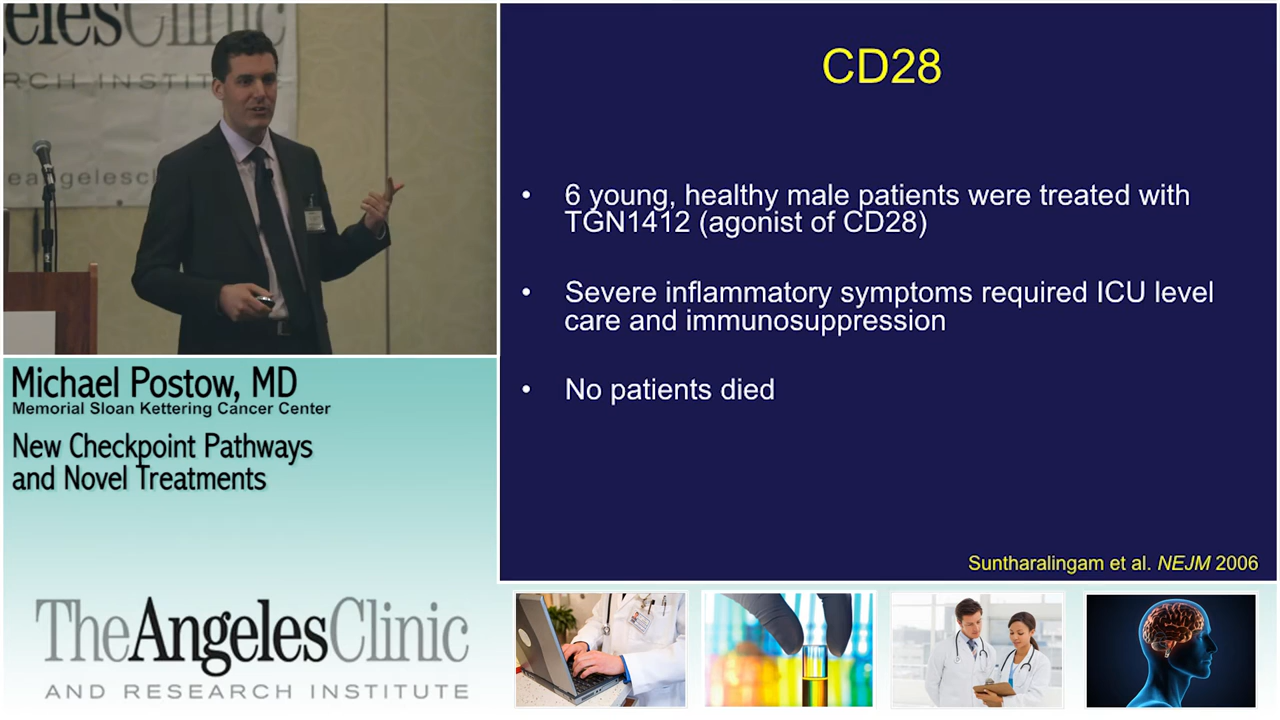 RCH INSTIT
CD28
• 6 young, healthy male patients were treated with
TGN1412 (agonist of CD28)
• Severe inflammatory symptoms required ICU level
care and immunosuppression
• No patients died
Suntharalingam et al. NEJM 2006
Michael Postow, MD
Memorial Sloan Kettering Cancer Center
New Checkpoint Pathways
and Novel Treatments
TheAngelesClinic
AND RESEARCH INSTITUTE